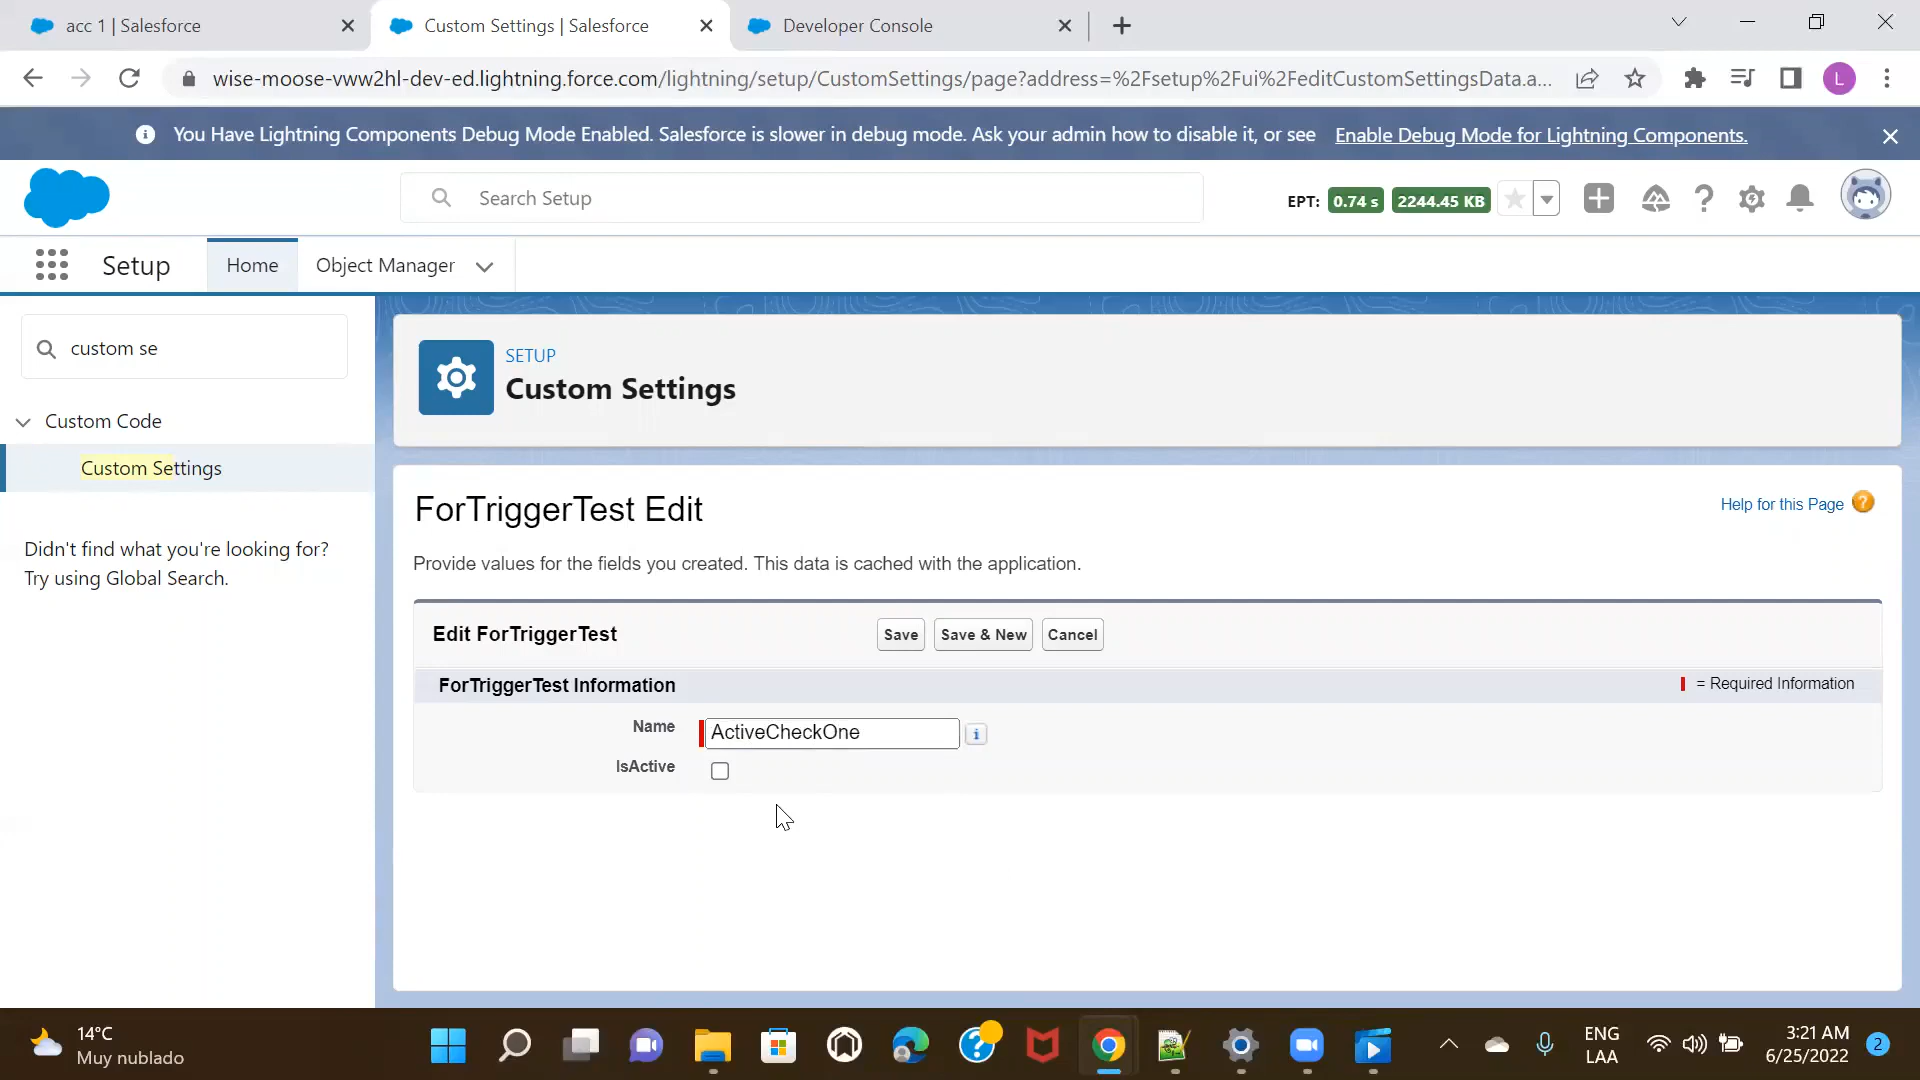 acc 1 | Salesforce
Custom Settings | Salesforce
Developer Console
wise-moose-vww2hl-dev-ed.lightning.force.com/lightning/setup/CustomSettings/page?address=%2Fsetup%2Fui%2FeditCustomSettingsData.a...
L
You Have Lightning Components Debug Mode Enabled. Salesforce is slower in debug mode. Ask your admin how to disable it, or see Enable Debug Mode for Lightning Components.
Search Setup
EPT: 0.74 s 2244.45 KB
Setup
Home
Object Manager
custom se
Custom Code
Custom Settings
Didn't find what you're looking for?
Try using Global Search.
SETUP
Custom Settings
ForTriggerTest Edit
Help for this Page
Provide values for the fields you created. This data is cached with the application.
Edit ForTriggerTest
Save
Save & New
Cancel
ForTriggerTest Information
= Required Information
Name
ActiveCheckOne
IsActive
14°C
Muy nublado
ENG
LAA
3:21 AM
6/25/2022
2